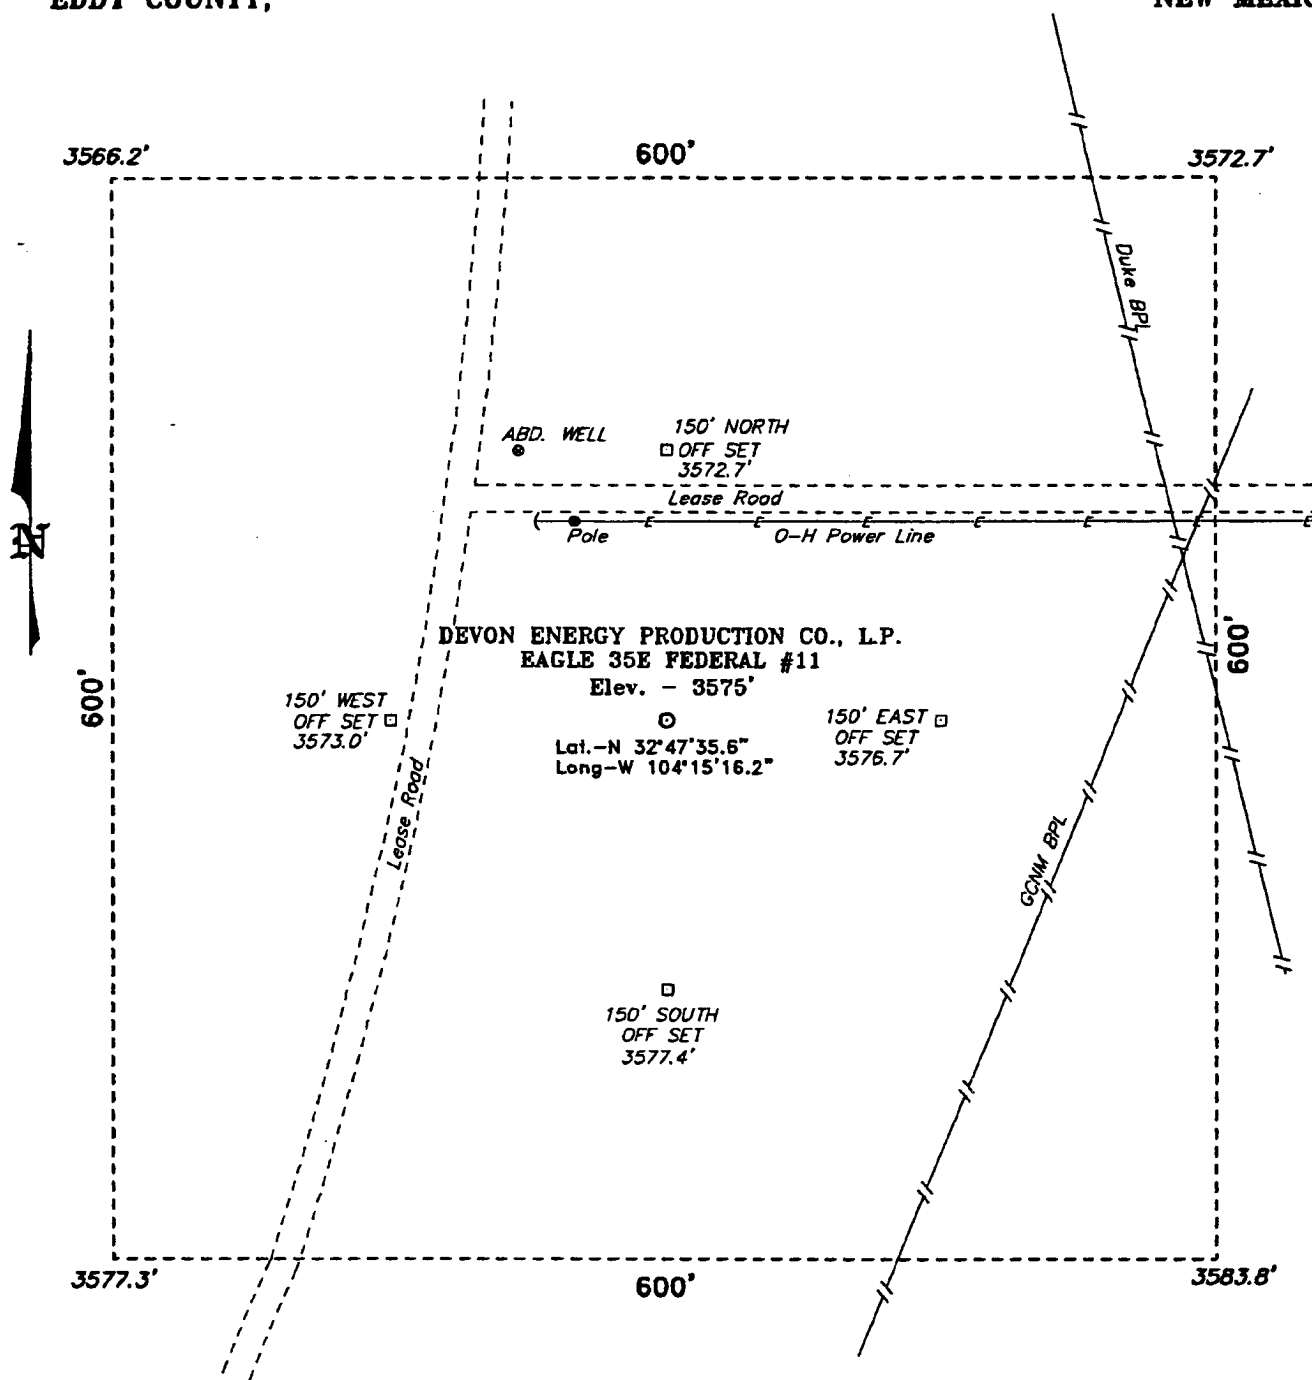 EDDY COUNTY,
3566.2'
600'
3572.7'
Duke BPL
ABD. WELL
150' NORTH
OFF SET
3572.7'
Lease Road
Pole
O-H Power Line
E
E
E
E
E
E
E
N
DEVON ENERGY PRODUCTION CO., L.P.
EAGLE 35E FEDERAL #11
Elev. - 3575'
600'
600'
150' WEST
OFF SET
3573.0'
150' EAST
OFF SET
3576.7'
Lat.-N 32°47'35.6"
Long-W 104°15'16.2"
Lease Road
GCNM BPL
150' SOUTH
OFF SET
3577.4'
3577.3'
600'
3583.8'